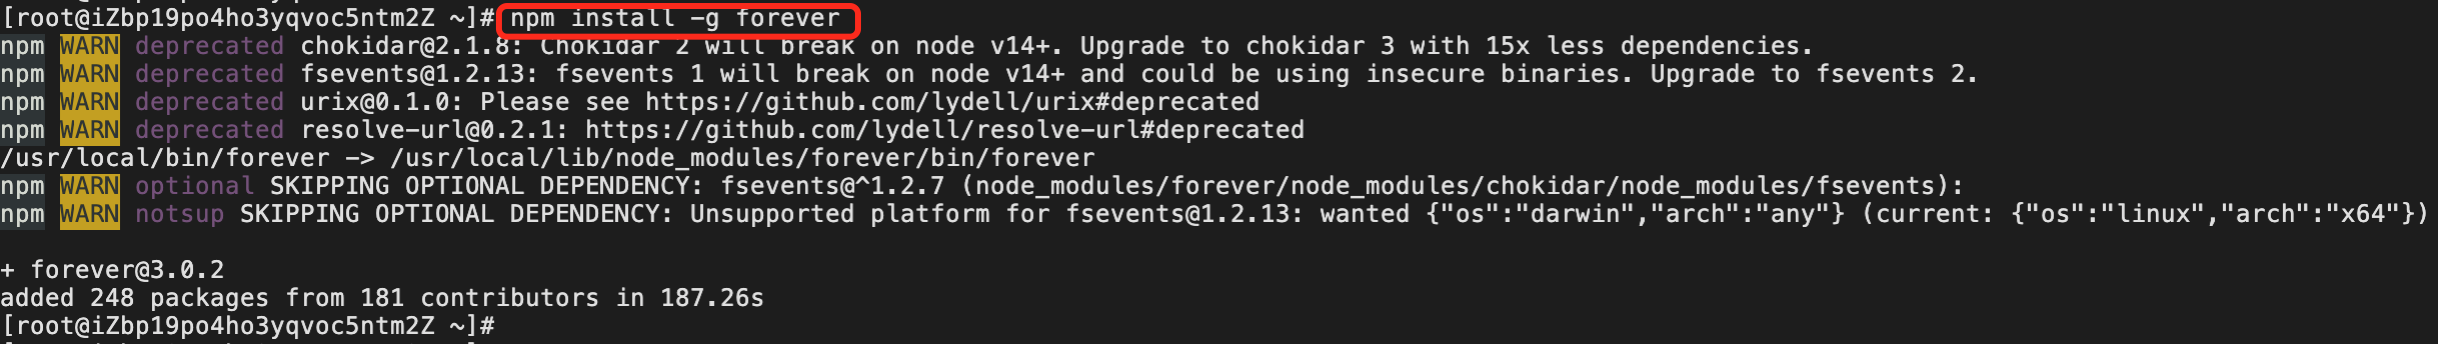 [root@iZbp19po4ho3yqvoc5ntm2Z ~]# npm install -g forever
npm WARN deprecated chokidar@2.1.8: Chokidar 2 will break on node v14+. Upgrade to chokidar 3 with 15x less dependencies.
npm WARN deprecated fsevents@1.2.13: fsevents 1 will break on node v14+ and could be using insecure binaries. Upgrade to fsevents 2.
npm WARN deprecated urix@0.1.0: Please see https://github.com/lydell/urix#deprecated
npm WARN deprecated resolve-url@0.2.1: https://github.com/lydell/resolve-url#deprecated
/usr/local/bin/forever -> /usr/local/lib/node_modules/forever/bin/forever
npm WARN optional SKIPPING OPTIONAL DEPENDENCY: fsevents@^1.2.7 (node_modules/forever/node_modules/chokidar/node_modules/fsevents):
npm WARN notsup SKIPPING OPTIONAL DEPENDENCY: Unsupported platform for fsevents@1.2.13: wanted {"os":"darwin","arch":"any"} (current: {"os":"linux","arch":"x64"})
+ forever@3.0.2
added 248 packages from 181 contributors in 187.26s
[root@iZbp19po4ho3yqvoc5ntm2Z ~]#